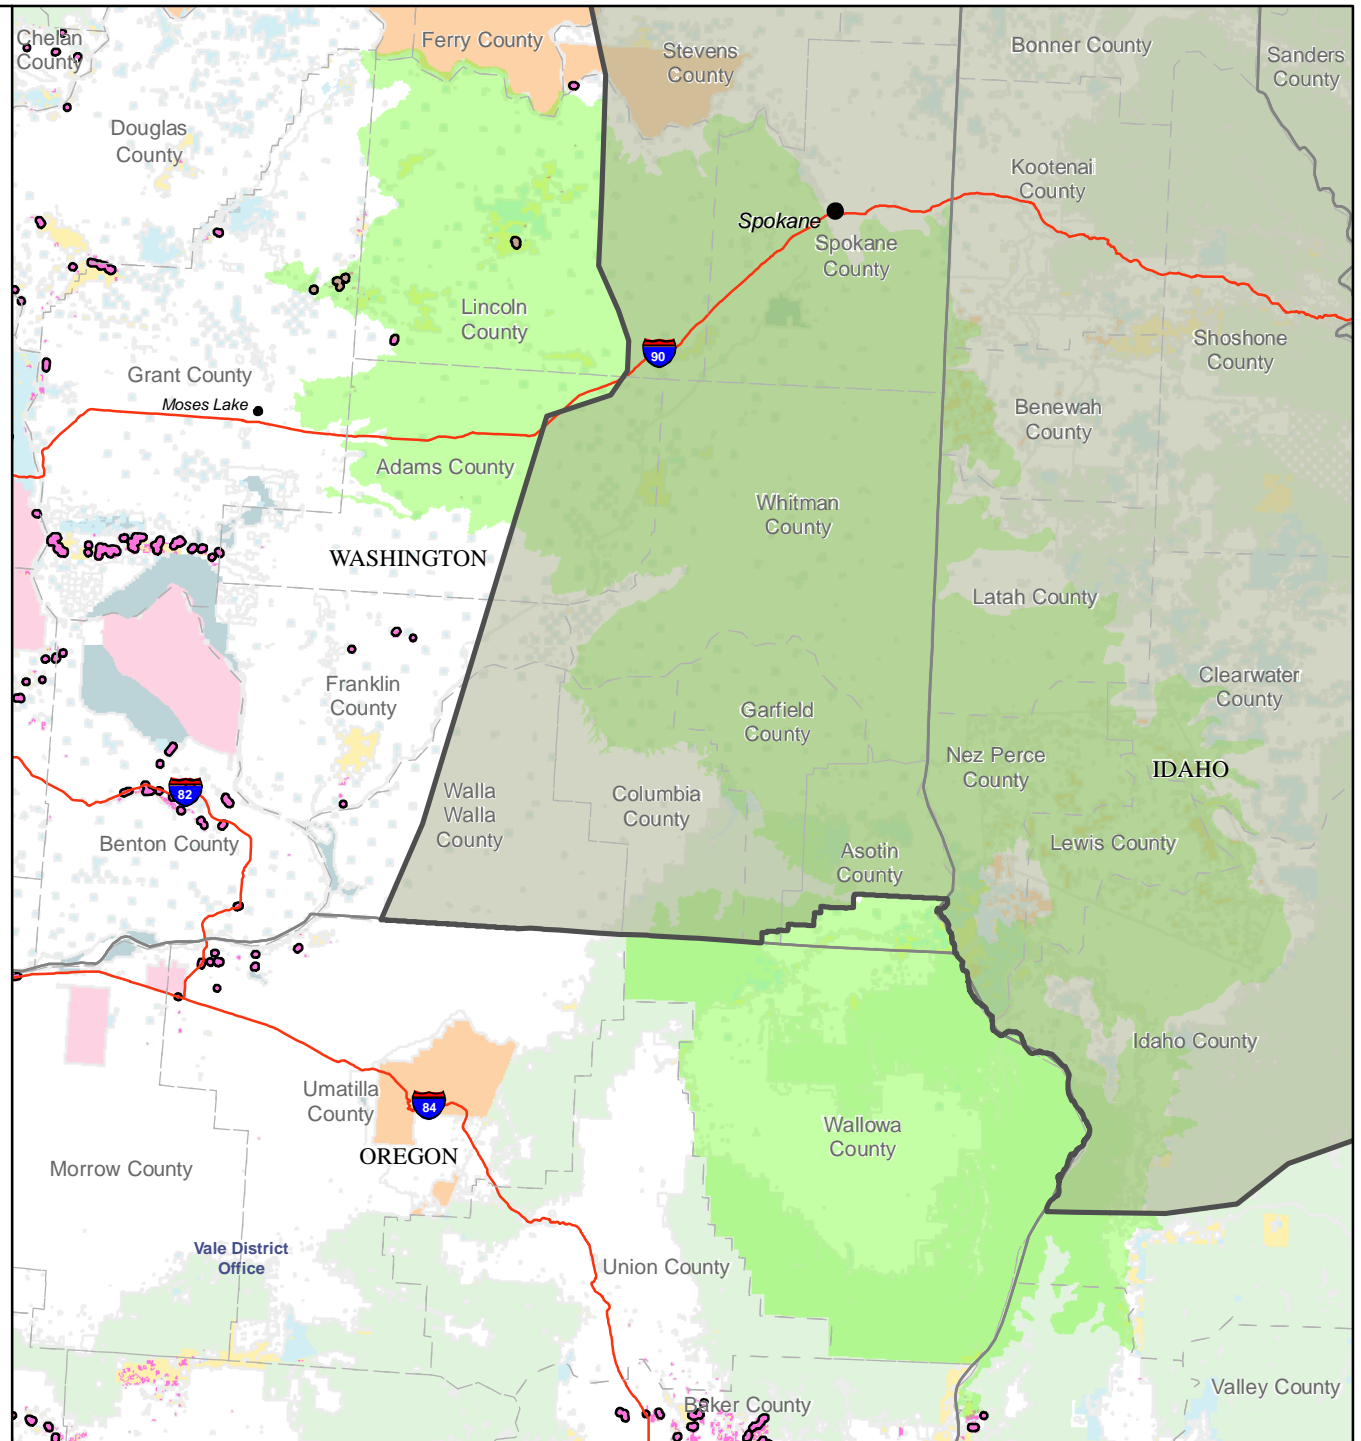 Chelan
County
Ferry County
Stevens
County
Bonner County
Sanders
County
Douglas
County
Kootenai
County
Spokane
Spokane
County
Lincoln
County
90
Shoshone
County
Grant County
Moses Lake
Benewah
County
Adams County
Whitman
County
WASHINGTON
Latah County
Franklin
County
Clearwater
County
Garfield
County
Nez Perce
County
IDAHO
82
Walla
Walla
County
Columbia
County
Benton County
Lewis County
Asotin
County
Idaho County
Umatilla
County
84
Wallowa
County
OREGON
Morrow County
Vale District
Office
Union County
Baker County
Valley County